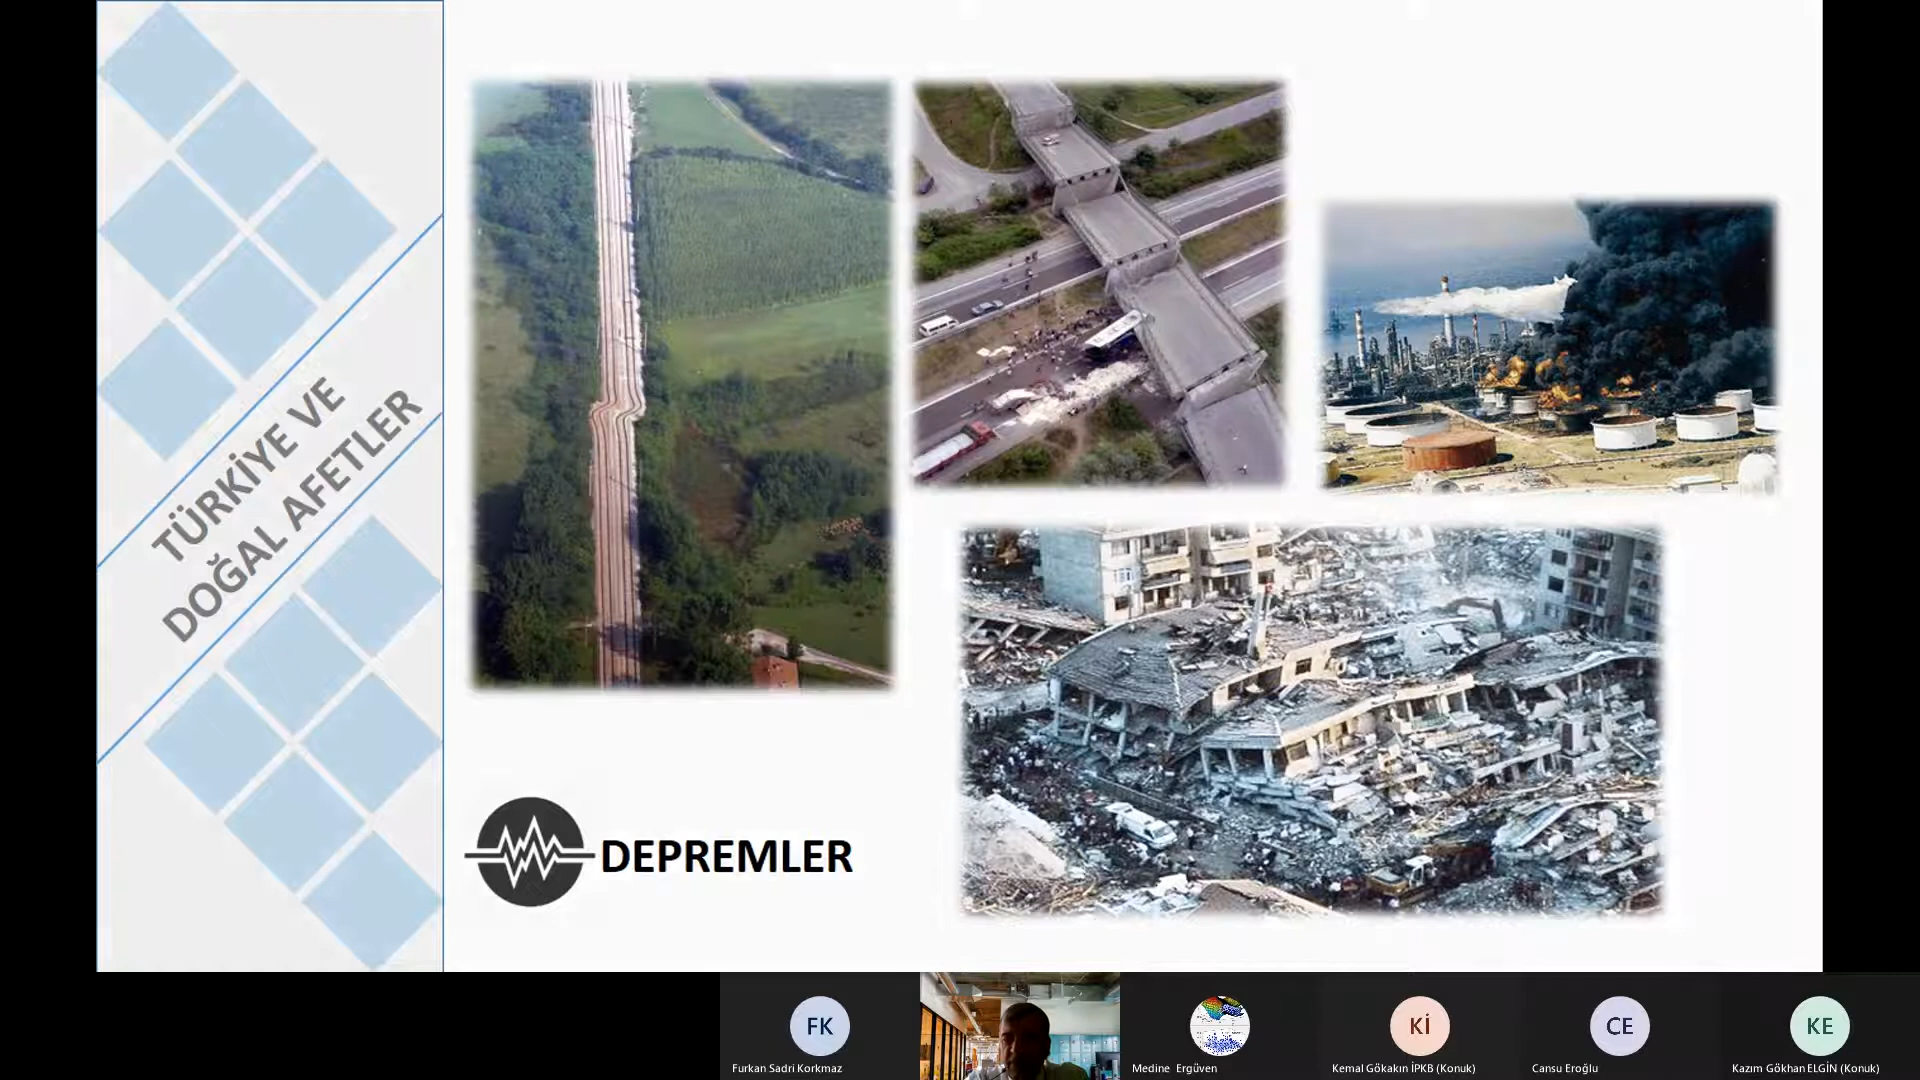 TÜRKİYE VE
DOĞAL AFETLER
DEPREMLER
FK
Kİ
CE
KE
Furkan Sadri Korkmaz
Medine Ergüven
Kemal Gökakın İPKB (Konuk)
Cansu Eroğlu
Kazım Gökhan ELGİN (Konuk)